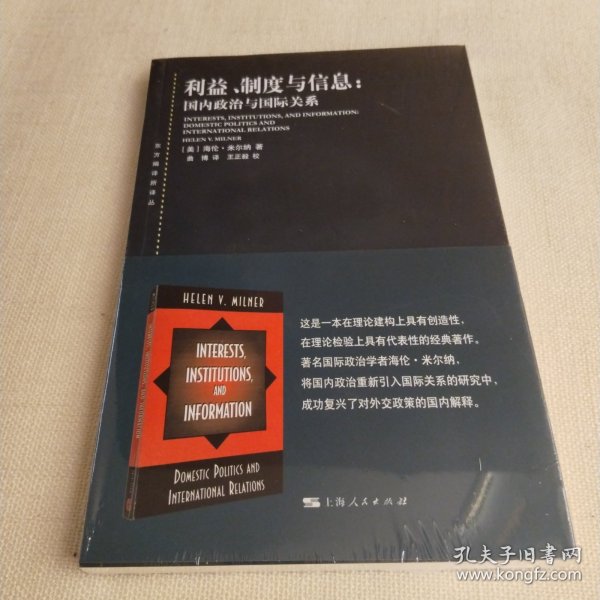 利益、制度与信息：
国内政治与国际关系
INTERESTS, INSTITUTIONS, AND INFORMATION:
DOMESTIC POLITICS AND
INTERNATIONAL RELATIONS
HELEN V. MILNER
［美］海伦·米尔纳 著
曲 博 译 王正毅 校
东方编译所译丛
HELEN V. MILNER
INTERESTS,
INSTITUTIONS,
AND
INFORMATION
DOMESTIC POLITICS AND
INTERNATIONAL RELATIONS
这是一本在理论建构上具有创造性，
在理论检验上具有代表性的经典著作。
著名国际政治学者海伦·米尔纳，
将国内政治重新引入国际关系的研究中，
成功复兴了对外交政策的国内解释。
上海人民出版社
孔夫子旧书网
www.kongfz.com